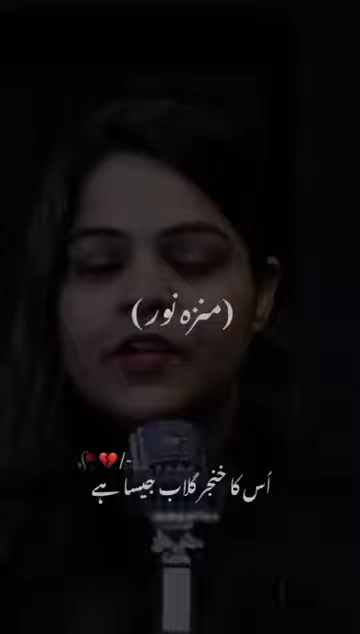 (منزہ نور)
🥀💔/-
اُس کا خنجر گلاب جیسا ہے